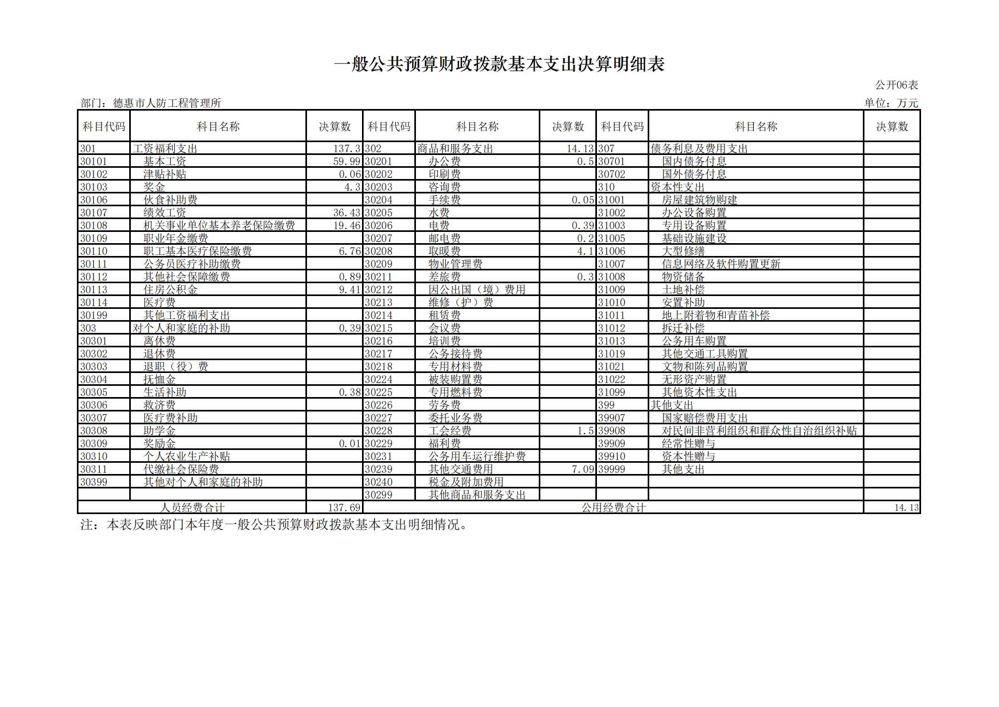 一般公共预算财政拨款基本支出决算明细表
公开06表
部门：德惠市人防工程管理所 单位：万元
科目代码 科目名称 决算数 科目代码 科目名称 决算数 科目代码 科目名称 决算数
301 工资福利支出 137.3 302 商品和服务支出 14.13 307 债务利息及费用支出
30101 基本工资 59.99 30201 办公费 0.5 30701 国内债务付息
30102 津贴补贴 0.06 30202 印刷费 30702 国外债务付息
30103 奖金 4.3 30203 咨询费 310 资本性支出
30106 伙食补助费 30204 手续费 0.05 31001 房屋建筑物购建
30107 绩效工资 36.43 30205 水费 31002 办公设备购置
30108 机关事业单位基本养老保险缴费 19.46 30206 电费 0.39 31003 专用设备购置
30109 职业年金缴费 30207 邮电费 0.2 31005 基础设施建设
30110 职工基本医疗保险缴费 6.76 30208 取暖费 4.1 31006 大型修缮
30111 公务员医疗补助缴费 30209 物业管理费 31007 信息网络及软件购置更新
30112 其他社会保障缴费 0.89 30211 差旅费 0.3 31008 物资储备
30113 住房公积金 9.41 30212 因公出国（境）费用 31009 土地补偿
30114 医疗费 30213 维修（护）费 31010 安置补助
30199 其他工资福利支出 30214 租赁费 31011 地上附着物和青苗补偿
303 对个人和家庭的补助 0.39 30215 会议费 31012 拆迁补偿
30301 离休费 30216 培训费 31013 公务用车购置
30302 退休费 30217 公务接待费 31019 其他交通工具购置
30303 退职（役）费 30218 专用材料费 31021 文物和陈列品购置
30304 抚恤金 30224 被装购置费 31022 无形资产购置
30305 生活补助 0.38 30225 专用燃料费 31099 其他资本性支出
30306 救济费 30226 劳务费 399 其他支出
30307 医疗费补助 30227 委托业务费 39907 国家赔偿费用支出
30308 助学金 30228 工会经费 1.5 39908 对民间非营利组织和群众性自治组织补贴
30309 奖励金 0.01 30229 福利费 39909 经常性赠与
30310 个人农业生产补贴 30231 公务用车运行维护费 39910 资本性赠与
30311 代缴社会保险费 30239 其他交通费用 7.09 39999 其他支出
30399 其他对个人和家庭的补助 30240 税金及附加费用
30299 其他商品和服务支出
人员经费合计 137.69 公用经费合计 14.13
注：本表反映部门本年度一般公共预算财政拨款基本支出明细情况。